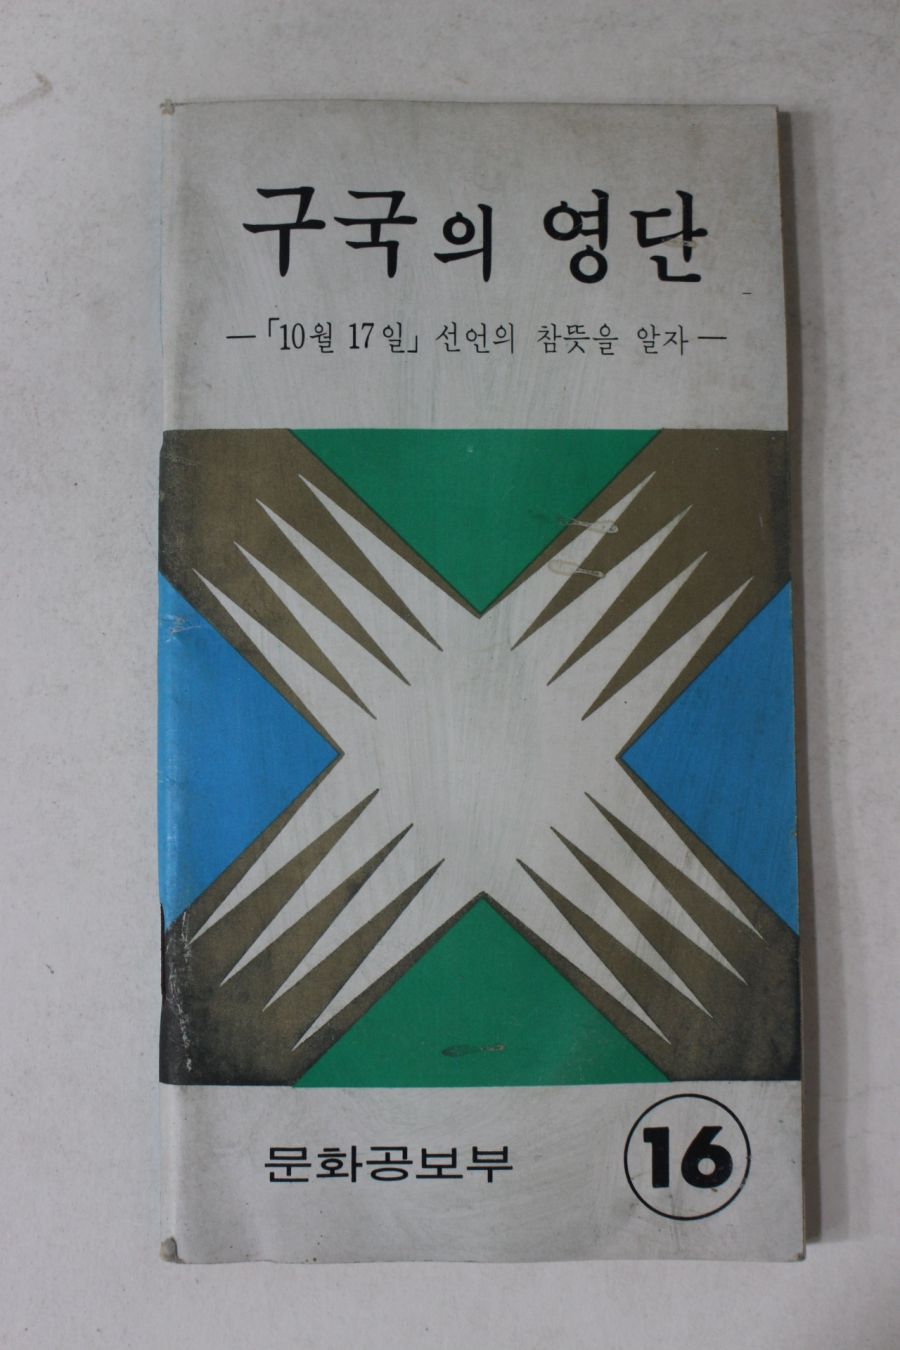 구국의 영단
—「10월 17일」 선언의 참뜻을 알자—
문화공보부
16